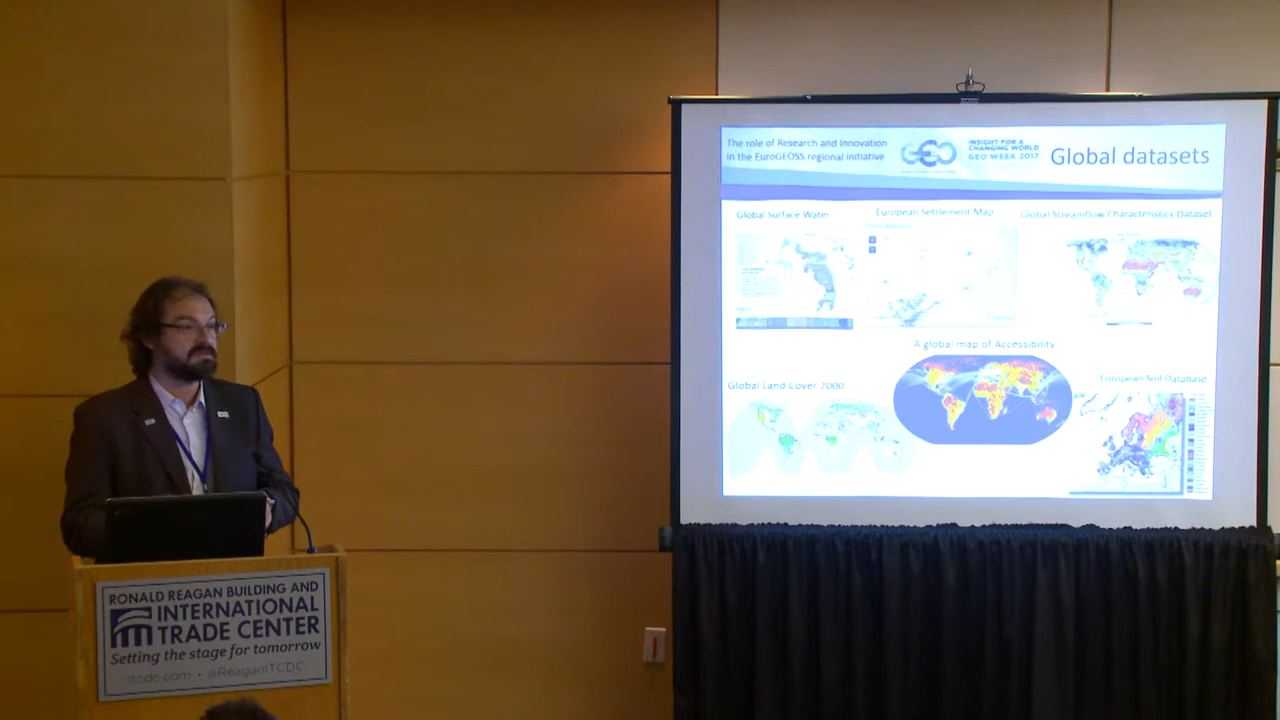 The role of Research and Innovation
in the EuroGEOSS regional initiative
GEO
INSIGHT FOR A
CHANGING WORLD
GEO WEEK 2017
Global datasets
Global Surface Water
European Settlement Map
Global Streamflow Characteristics Dataset
A global map of Accessibility
Global Land Cover 2000
European Soil Database
RONALD REAGAN BUILDING AND
INTERNATIONAL
TRADE CENTER
Setting the stage for tomorrow
itcdc.com • @ReaganITCDC